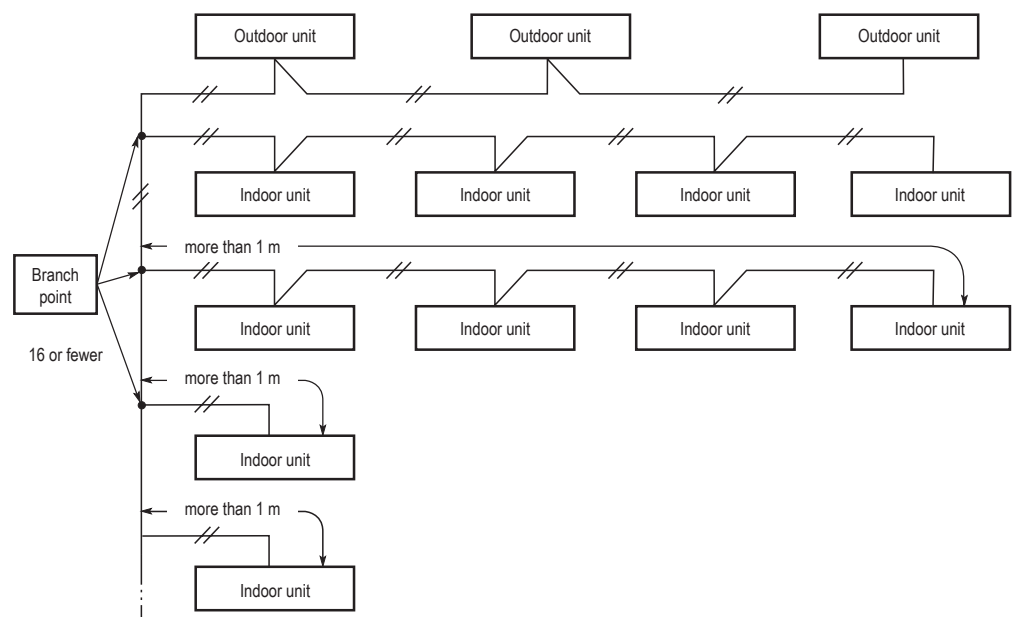 Outdoor unit
Outdoor unit
Outdoor unit
Indoor unit
Indoor unit
Indoor unit
Indoor unit
more than 1 m
Branch
point
Indoor unit
Indoor unit
Indoor unit
Indoor unit
16 or fewer
more than 1 m
Indoor unit
more than 1 m
Indoor unit